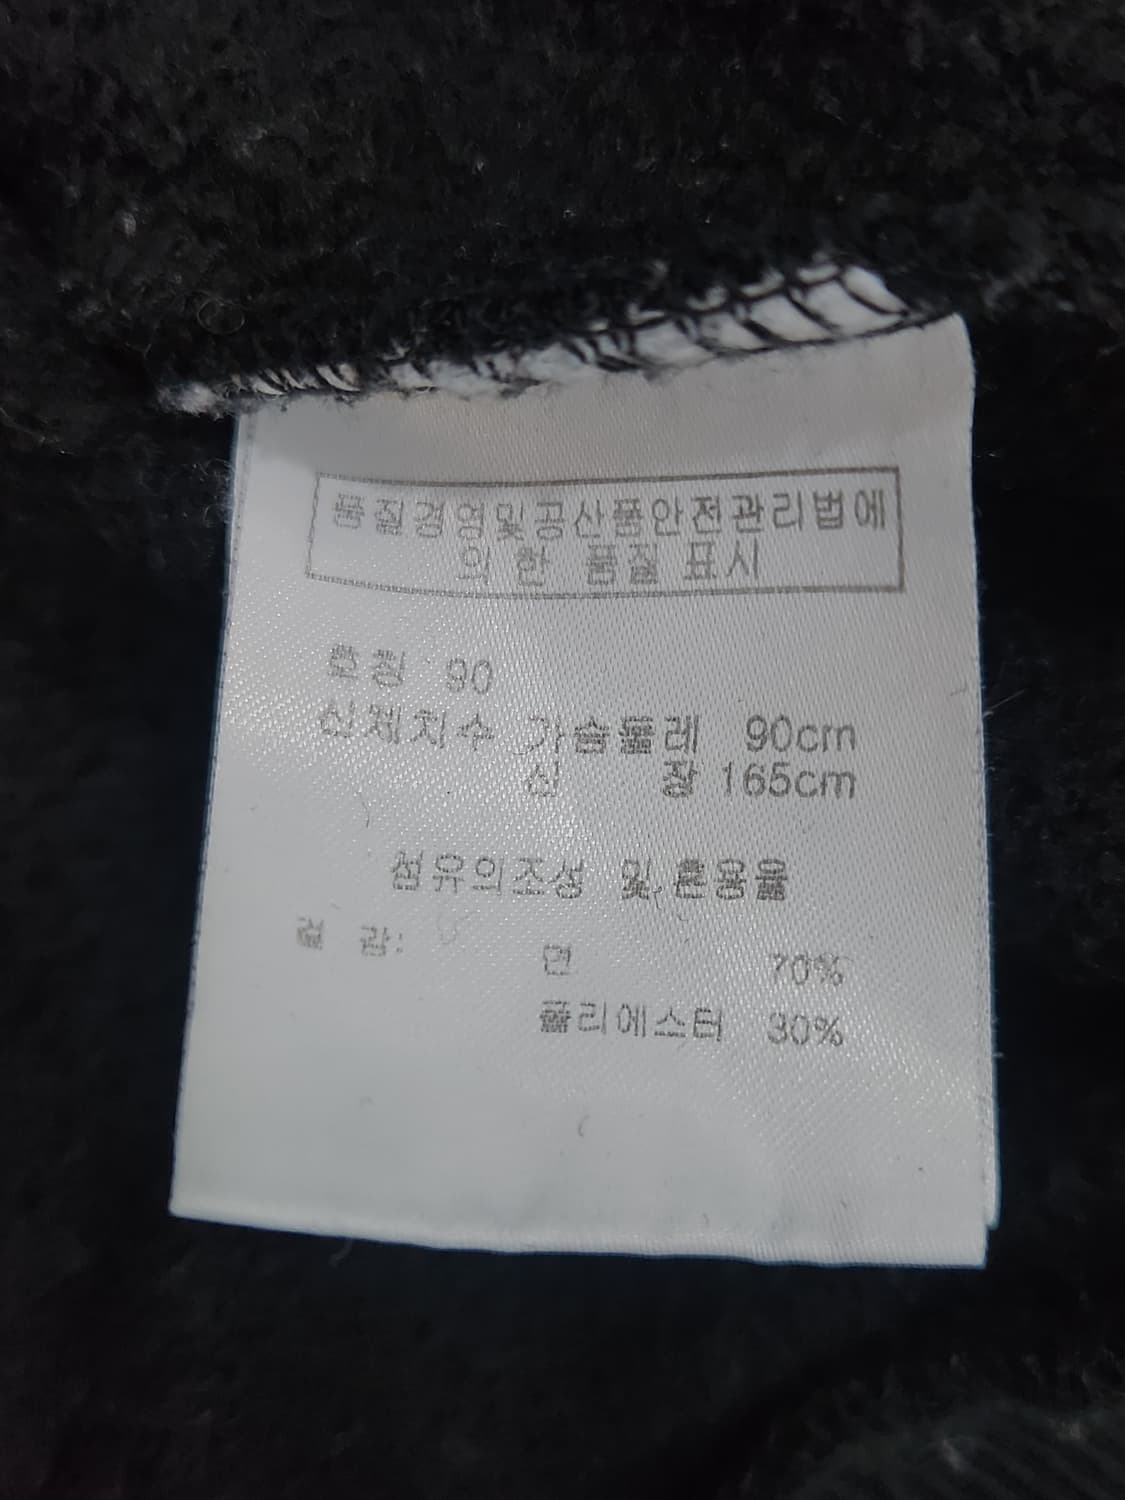 품질경영및공산품안전관리법에
의 한 품질 표시
호칭 90
신체치수 가슴둘레 90cm
신 장 165cm
섬유의조성 및 혼용율
겉 감:
면 70%
폴리에스터 30%